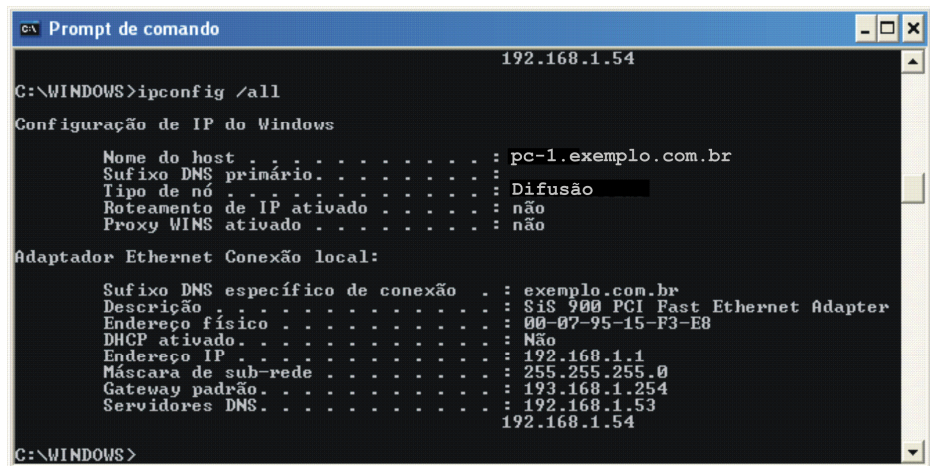 Prompt de comando
192.168.1.54
C:\WINDOWS>ipconfig /all
Configuração de IP do Windows
Nome do host . . . . . . . . . . . : pc-1.exemplo.com.br
Sufixo DNS primário. . . . . . . . :
Tipo de nó . . . . . . . . . . . . : Difusão
Roteamento de IP ativado . . . . . : não
Proxy WINS ativado . . . . . . . . : não
Adaptador Ethernet Conexão local:
Sufixo DNS específico de conexão  . : exemplo.com.br
Descrição . . . . . . . . . . . . . : SiS 900 PCI Fast Ethernet Adapter
Endereço físico . . . . . . . . . . : 00-07-95-15-F3-E8
DHCP ativado. . . . . . . . . . . . : Não
Endereço IP . . . . . . . . . . . . : 192.168.1.1
Máscara de sub-rede . . . . . . . . : 255.255.255.0
Gateway padrão. . . . . . . . . . . : 193.168.1.254
Servidores DNS. . . . . . . . . . . : 192.168.1.53
192.168.1.54
C:\WINDOWS>